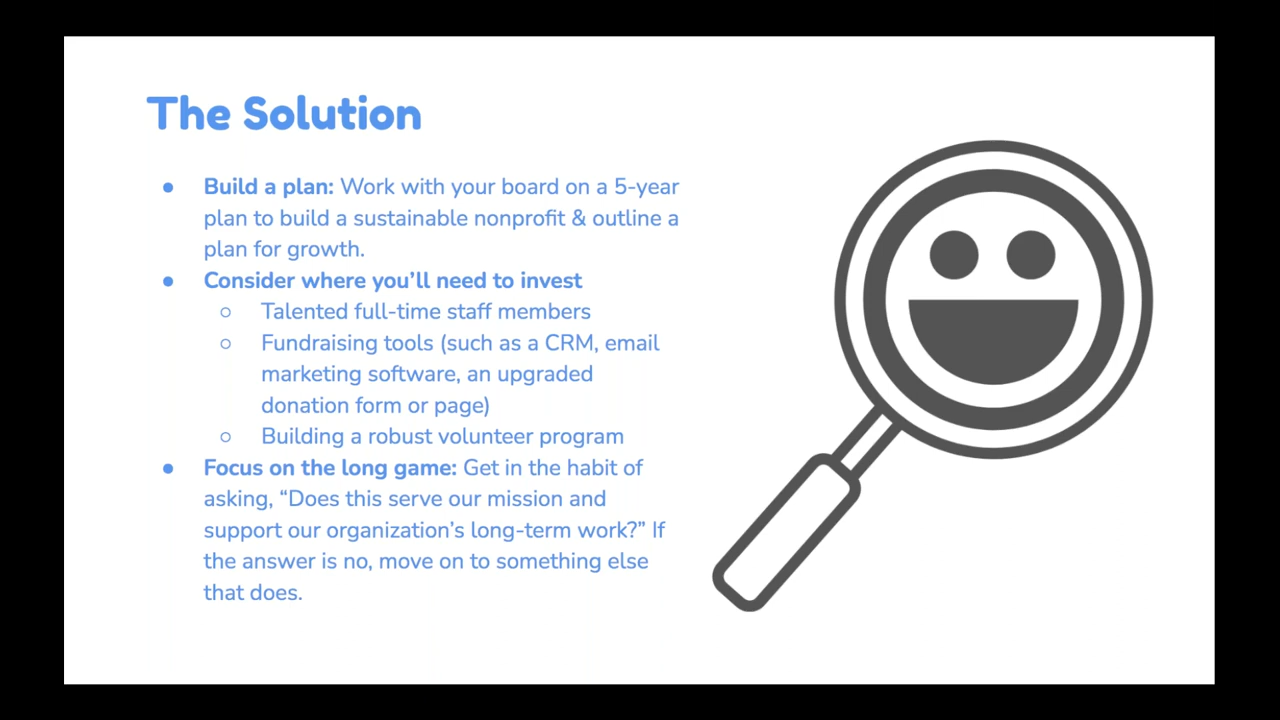 The Solution
● Build a plan: Work with your board on a 5-year
plan to build a sustainable nonprofit & outline a
plan for growth.
● Consider where you’ll need to invest
○ Talented full-time staff members
○ Fundraising tools (such as a CRM, email
marketing software, an upgraded
donation form or page)
○ Building a robust volunteer program
● Focus on the long game: Get in the habit of
asking, “Does this serve our mission and
support our organization’s long-term work?” If
the answer is no, move on to something else
that does.